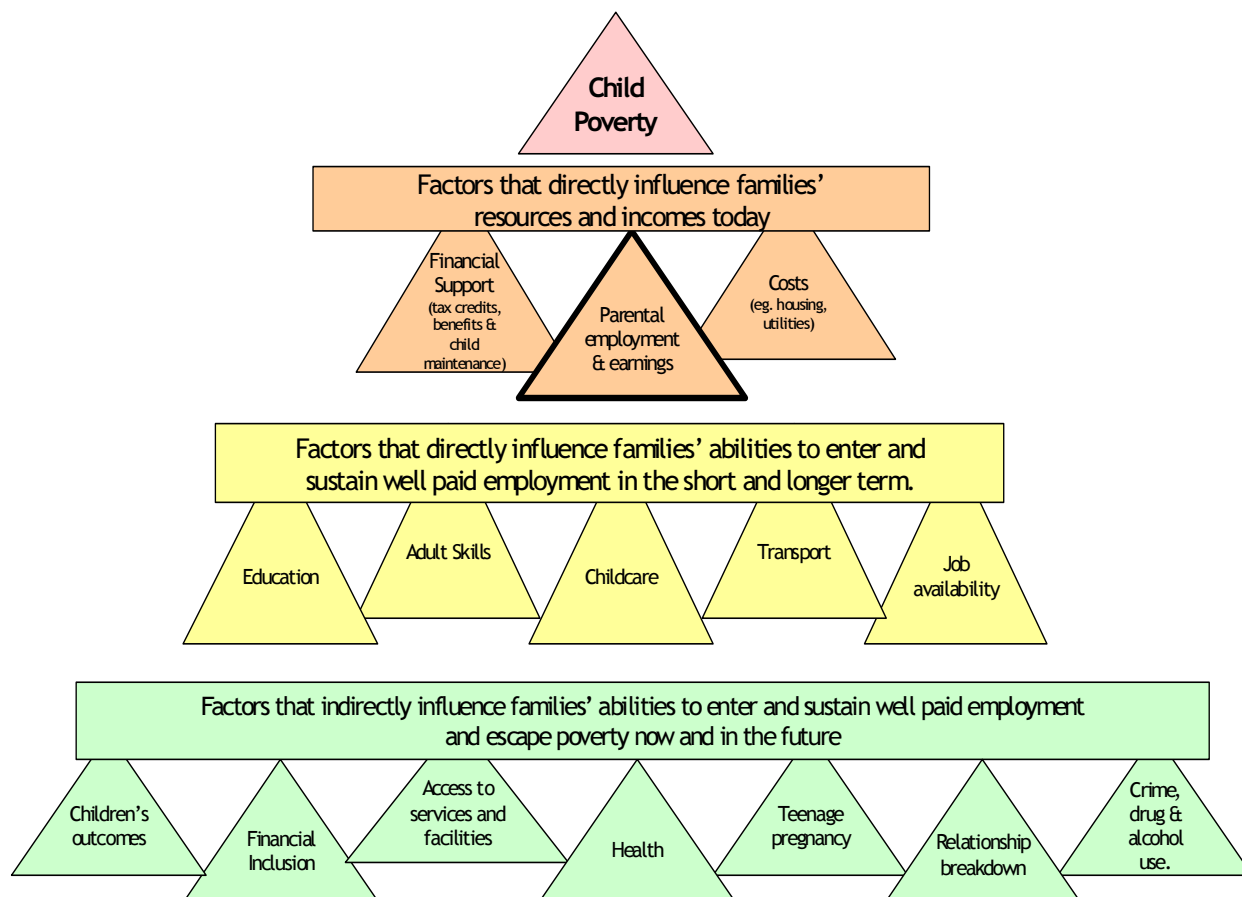 Child
Poverty
Factors that directly influence families’
resources and incomes today
Financial
Support
(tax credits,
benefits &
child
maintenance)
Parental
employment
& earnings
Costs
(eg. housing,
utilities)
Factors that directly influence families’ abilities to enter and
sustain well paid employment in the short and longer term.
Education
Adult Skills
Childcare
Transport
Job
availability
Factors that indirectly influence families’ abilities to enter and sustain well paid employment
and escape poverty now and in the future
Children’s
outcomes
Financial
Inclusion
Access to
services and
facilities
Health
Teenage
pregnancy
Relationship
breakdown
Crime,
drug &
alcohol
use.